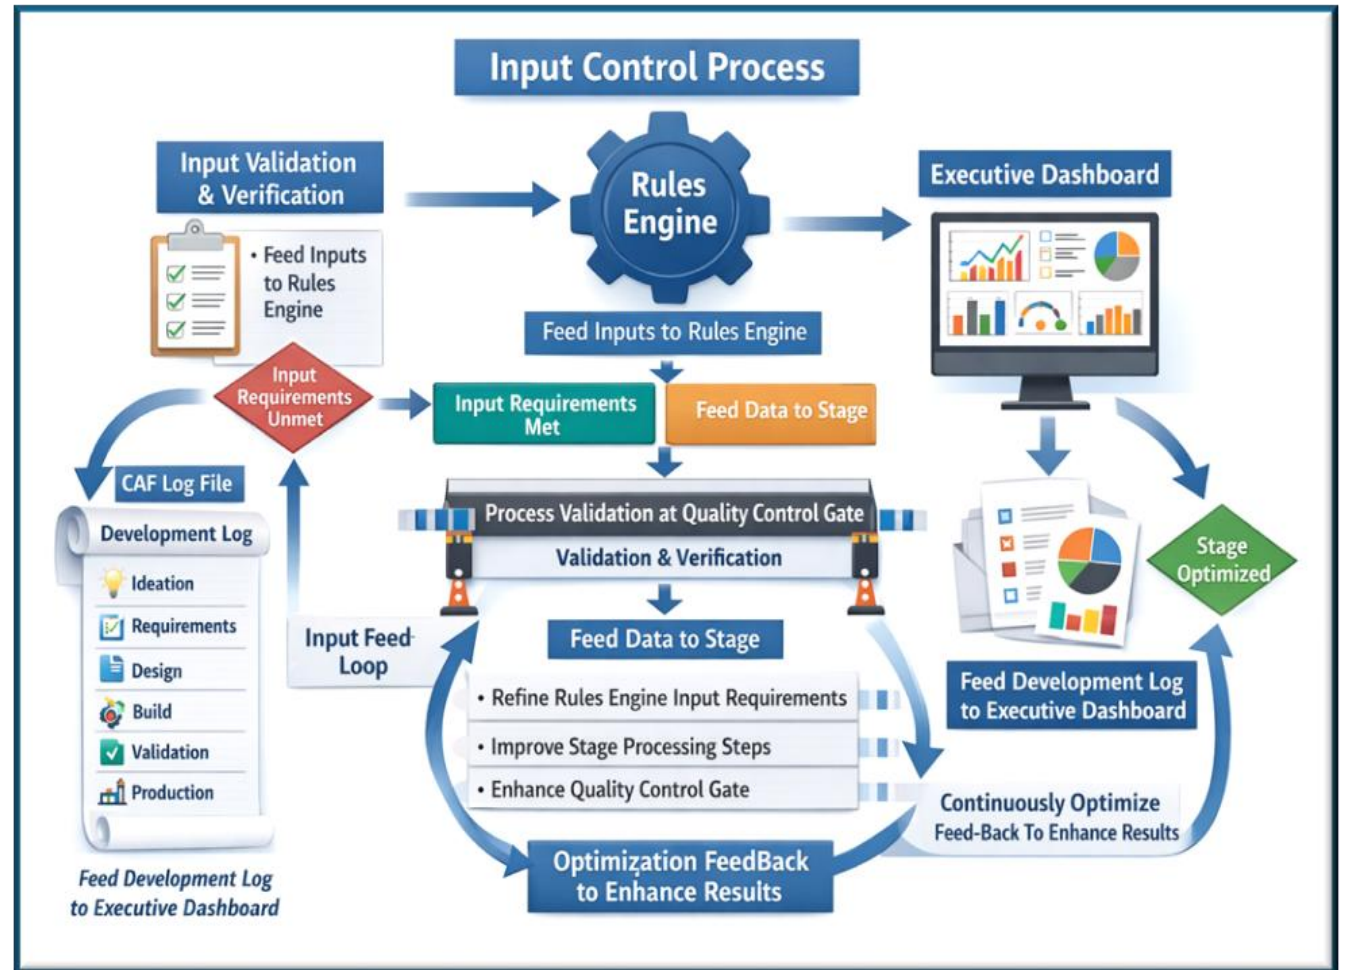 Input Control Process
Input Validation
& Verification
• Feed Inputs
to Rules
Engine
Rules
Engine
Executive Dashboard
Feed Inputs to Rules Engine
Input
Requirements
Unmet
Input Requirements
Met
Feed Data to Stage
CAF Log File
Development Log
Ideation
Requirements
Design
Build
Validation
Production
Feed Development Log
to Executive Dashboard
Process Validation at Quality Control Gate
Validation & Verification
Input Feed
Loop
Feed Data to Stage
• Refine Rules Engine Input Requirements
• Improve Stage Processing Steps
• Enhance Quality Control Gate
Optimization FeedBack
to Enhance Results
Stage
Optimized
Feed Development Log
to Executive Dashboard
Continuously Optimize
Feed-Back To Enhance Results